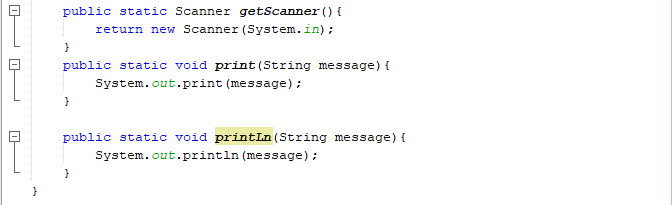 public static Scanner getScanner(){
return new Scanner(System.in);
}
public static void print(String message){
System.out.print(message);
}
public static void printLn(String message){
System.out.println(message);
}
}